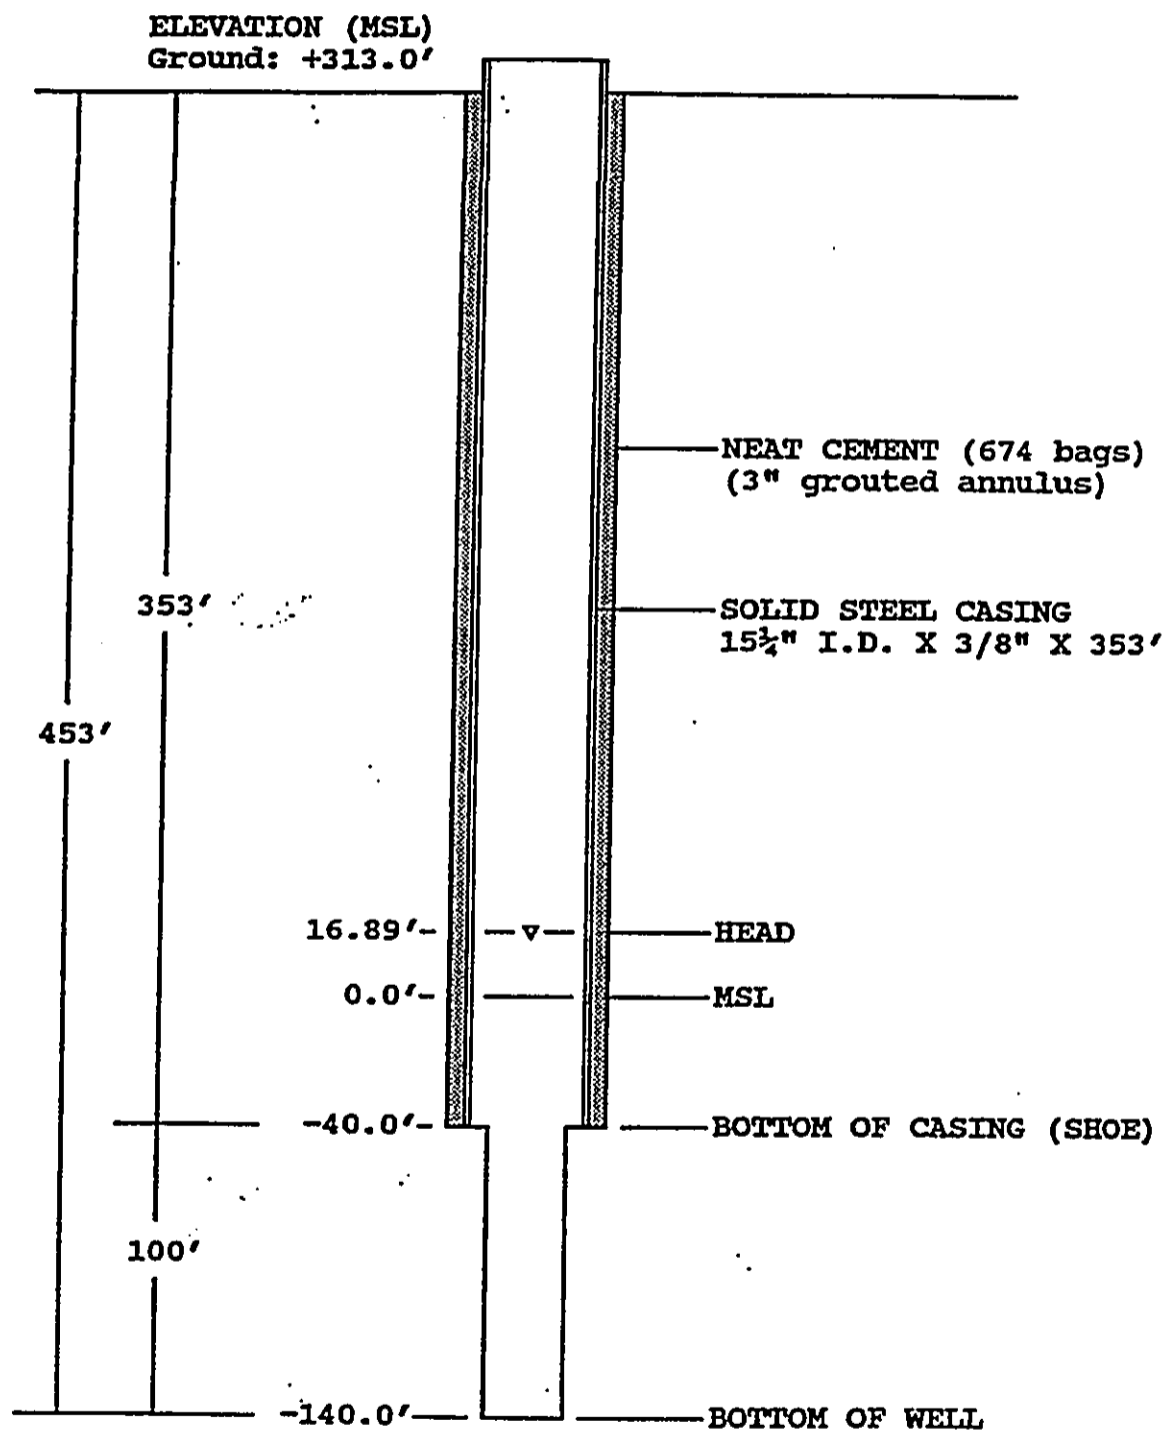 ELEVATION (MSL)
Ground: +313.0′
NEAT CEMENT (674 bags)
(3" grouted annulus)
353′
SOLID STEEL CASING
15¼" I.D. X 3/8" X 353′
453′
16.89′
HEAD
0.0′
MSL
-40.0′
BOTTOM OF CASING (SHOE)
100′
-140.0′
BOTTOM OF WELL